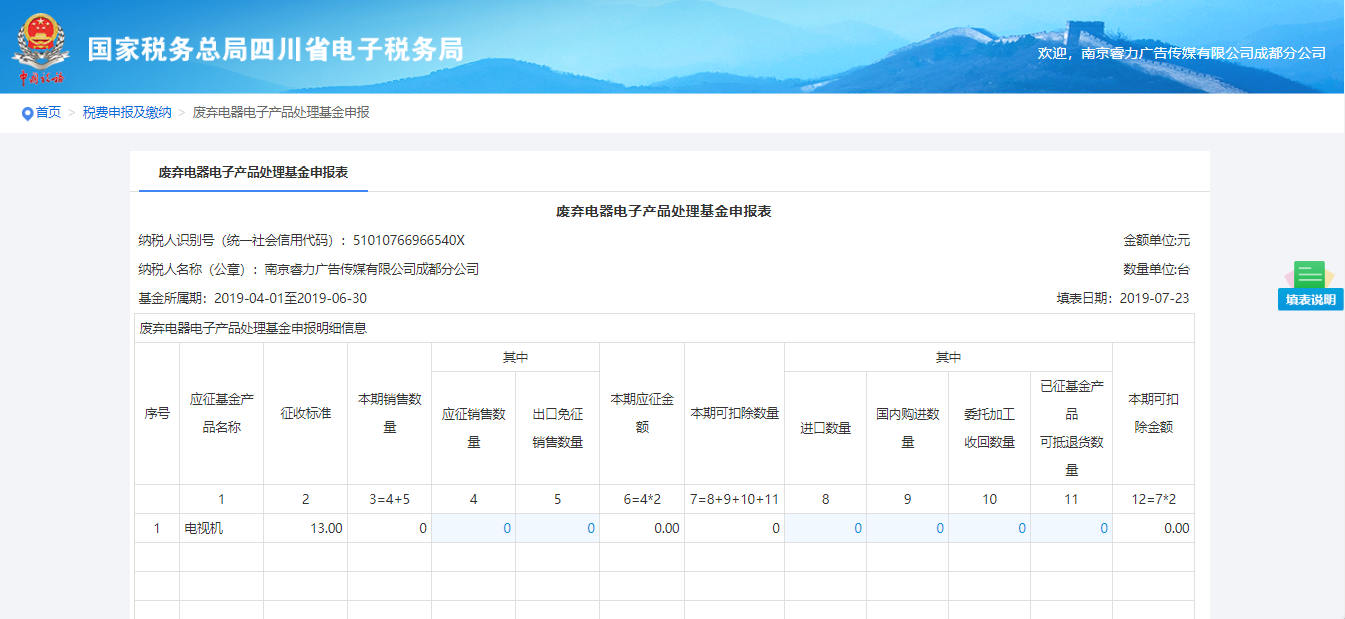 国家税务总局四川省电子税务局
欢迎，南京睿力广告传媒有限公司成都分公司
首页 > 税费申报及缴纳 > 废弃电器电子产品处理基金申报
废弃电器电子产品处理基金申报表
废弃电器电子产品处理基金申报表
纳税人识别号（统一社会信用代码）：51010766966540X 金额单位:元
纳税人名称（公章）：南京睿力广告传媒有限公司成都分公司 数量单位:台
基金所属期: 2019-04-01至2019-06-30 填表日期: 2019-07-23
填表说明
废弃电器电子产品处理基金申报明细信息
序号
应征基金产
品名称
征收标准
本期销售数
量
其中
应征销售数
量
出口免征
销售数量
本期应征金
额
本期可扣除数量
其中
进口数量
国内购进数
量
委托加工
收回数量
已征基金产
品
可抵退货数
量
本期可扣
除金额
1 2 3=4+5 4 5 6=4*2 7=8+9+10+11 8 9 10 11 12=7*2
1 电视机 13.00 0 0 0 0.00 0 0 0 0 0 0.00